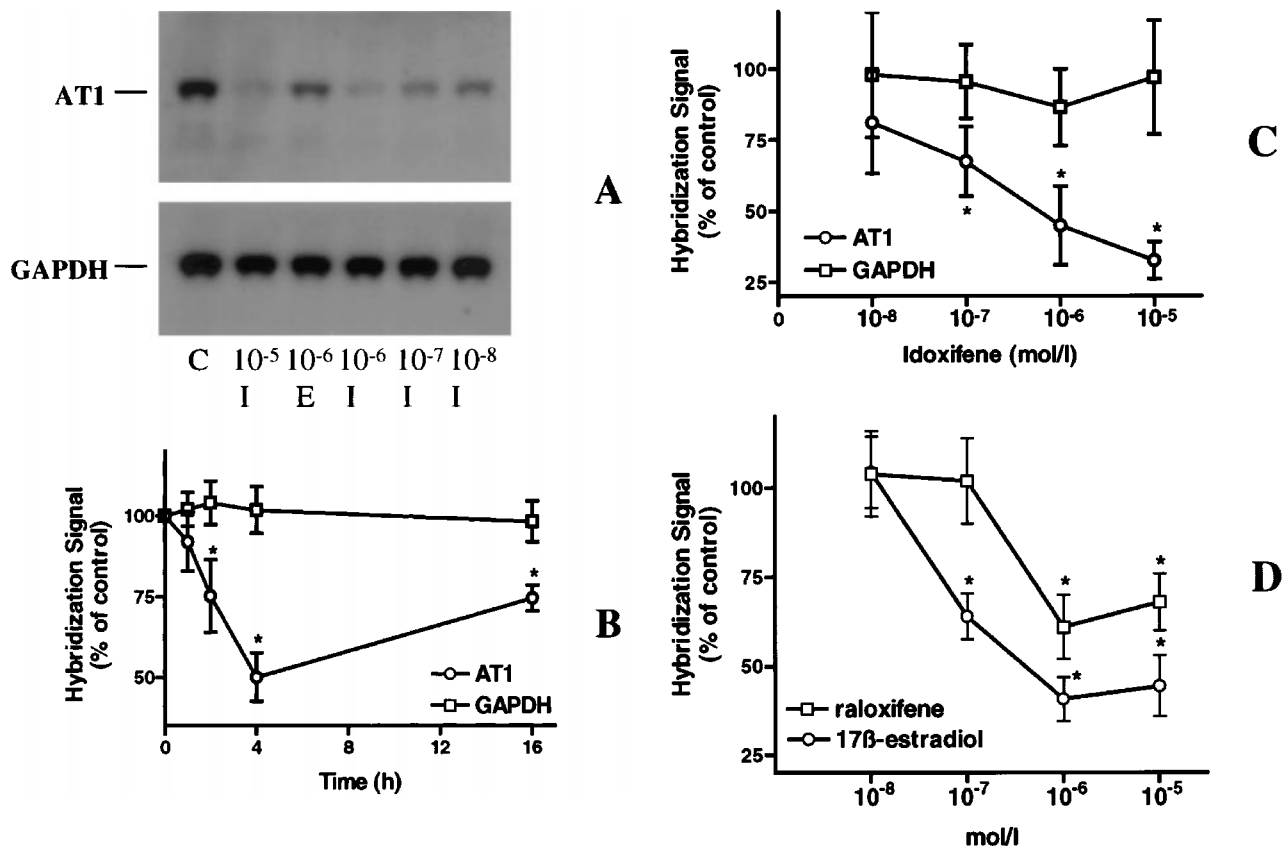 AT1
GAPDH
C 10-5 10-6 10-6 10-7 10-8
I E I I I
A
Hybridization Signal
(% of control)
100
75
50
* * *
AT1
GAPDH
0 4 8 12 16
Time (h)
B
Hybridization Signal
(% of control)
100
75
50
25
* * *
AT1
GAPDH
0 10-8 10-7 10-6 10-5
Idoxifene (mol/l)
C
Hybridization Signal
(% of control)
100
75
50
25
* * *
* *
raloxifene
17ß-estradiol
10-8 10-7 10-6 10-5
mol/l
D